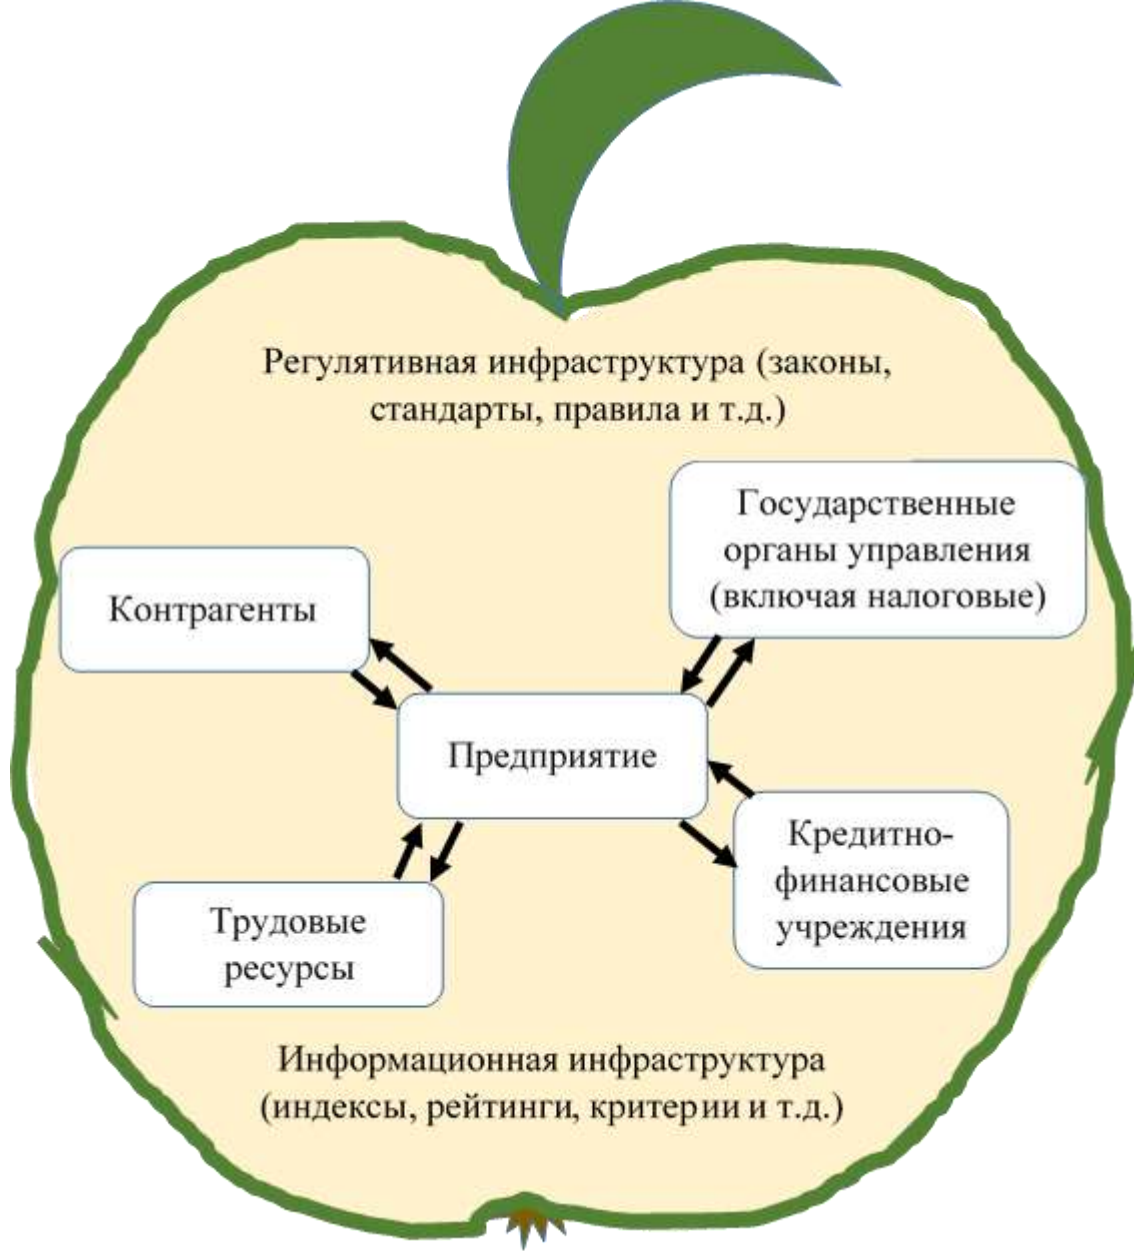 Регулятивная инфраструктура (законы,
стандарты, правила и т.д.)
Государственные
органы управления
(включая налоговые)
Контрагенты
Предприятие
Кредитно-
финансовые
учреждения
Трудовые
ресурсы
Информационная инфраструктура
(индексы, рейтинги, критерии и т.д.)